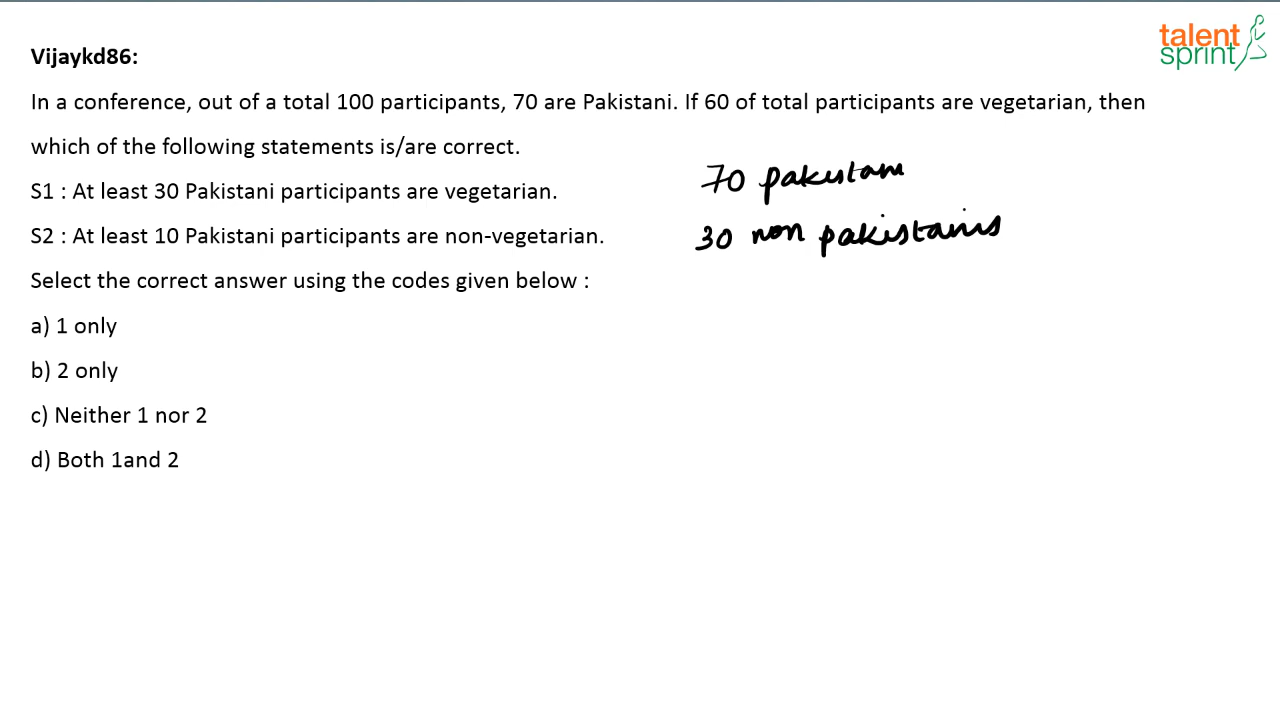 talent
sprint
Vijaykd86:
In a conference, out of a total 100 participants, 70 are Pakistani. If 60 of total participants are vegetarian, then
which of the following statements is/are correct.
S1 : At least 30 Pakistani participants are vegetarian.
70 pakistani
S2 : At least 10 Pakistani participants are non-vegetarian.
30 non pakistanis
Select the correct answer using the codes given below :
a) 1 only
b) 2 only
c) Neither 1 nor 2
d) Both 1and 2